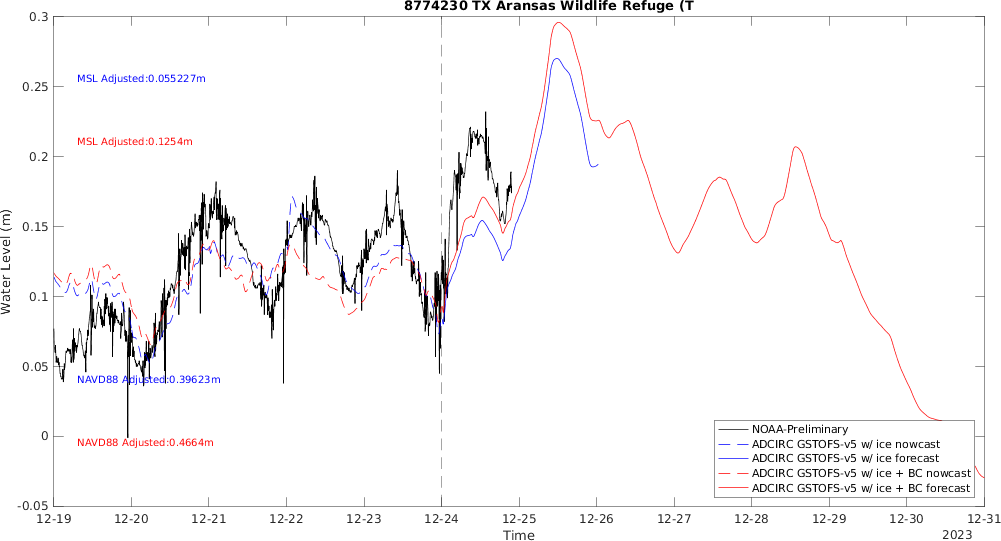 8774230 TX Aransas Wildlife Refuge (T
0.3
0.25
0.2
0.15
0.1
0.05
0
-0.05
Water Level (m)
MSL Adjusted:0.055227m
MSL Adjusted:0.1254m
NAVD88 Adjusted:0.39623m
NAVD88 Adjusted:0.4664m
NOAA-Preliminary
ADCIRC GSTOFS-v5 w/ ice nowcast
ADCIRC GSTOFS-v5 w/ ice forecast
ADCIRC GSTOFS-v5 w/ ice + BC nowcast
ADCIRC GSTOFS-v5 w/ ice + BC forecast
12-19 12-20 12-21 12-22 12-23 12-24 12-25 12-26 12-27 12-28 12-29 12-30 12-31
Time
2023